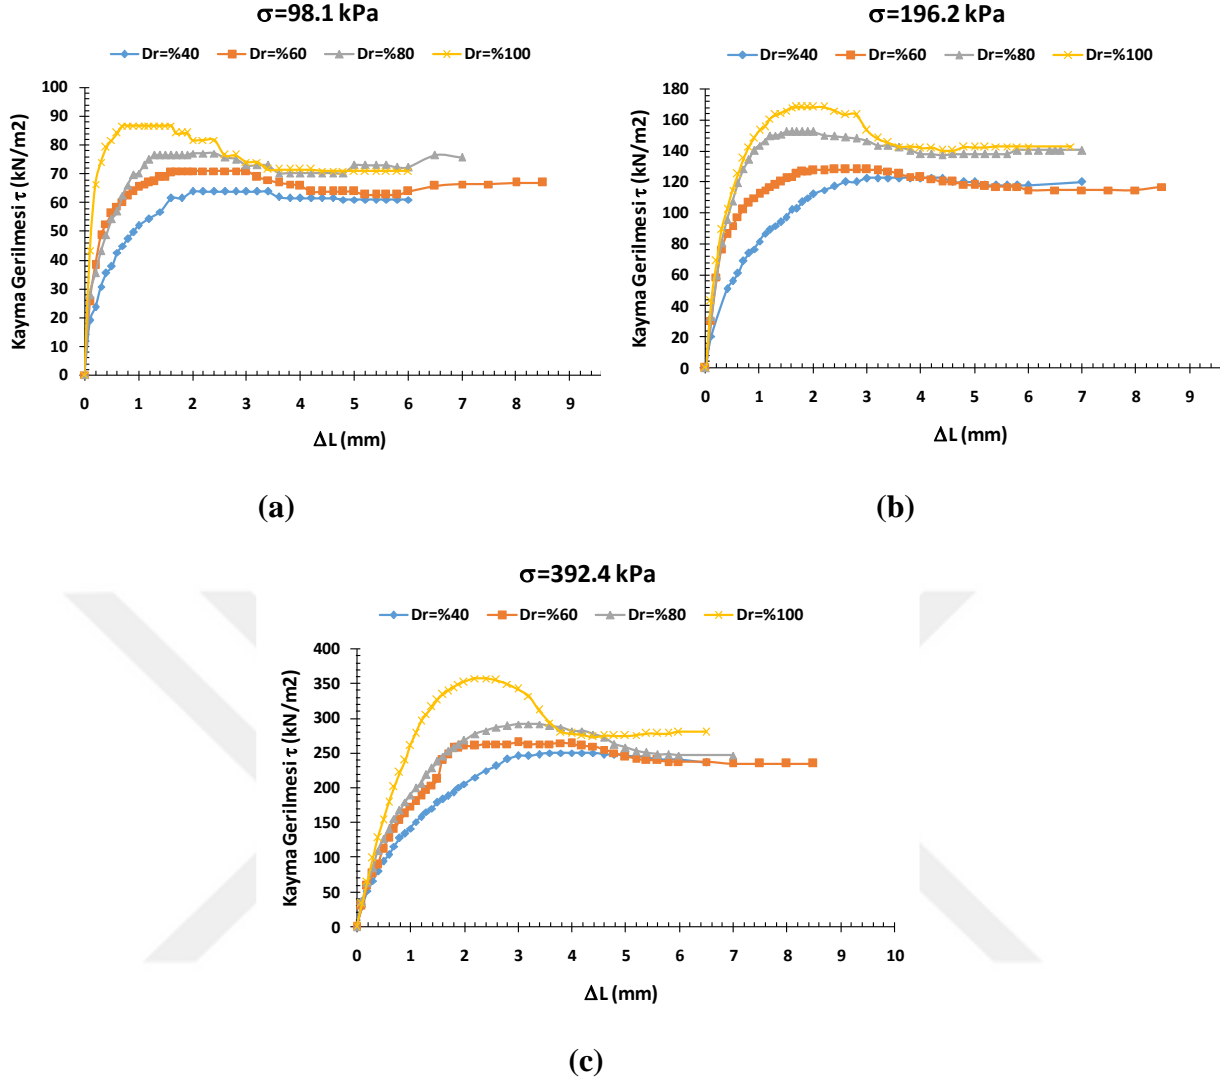 σ=98.1 kPa
Dr=%40 Dr=%60 Dr=%80 Dr=%100
Kayma Gerilmesi τ (kN/m2)
100
90
80
70
60
50
40
30
20
10
0
0 1 2 3 4 5 6 7 8 9
ΔL (mm)
(a)
σ=196.2 kPa
Dr=%40 Dr=%60 Dr=%80 Dr=%100
Kayma Gerilmesi τ (kN/m2)
180
160
140
120
100
80
60
40
20
0
0 1 2 3 4 5 6 7 8 9
ΔL (mm)
(b)
σ=392.4 kPa
Dr=%40 Dr=%60 Dr=%80 Dr=%100
Kayma Gerilmesi τ (kN/m2)
400
350
300
250
200
150
100
50
0
0 1 2 3 4 5 6 7 8 9 10
ΔL (mm)
(c)